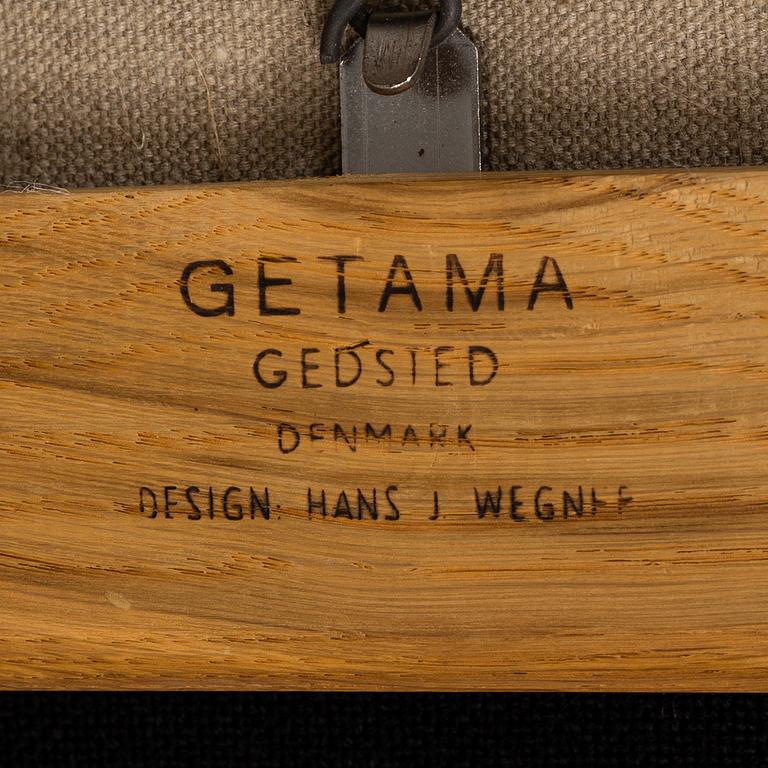 GETAMA
GEDSTED
DENMARK
DESIGN: HANS J. WEGNER